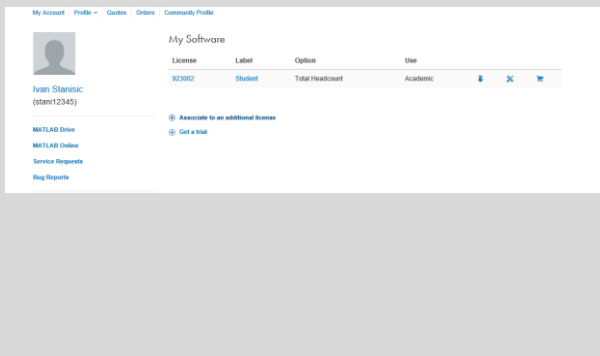 My Account Profile Quotes Orders Community Profile
My Software
License Label Option Use
923002 Student Total Headcount Academic
Ivan Stanisic
(stani12345)
Associate to an additional license
Get a trial
MATLAB Drive
MATLAB Online
Service Requests
Bug Reports